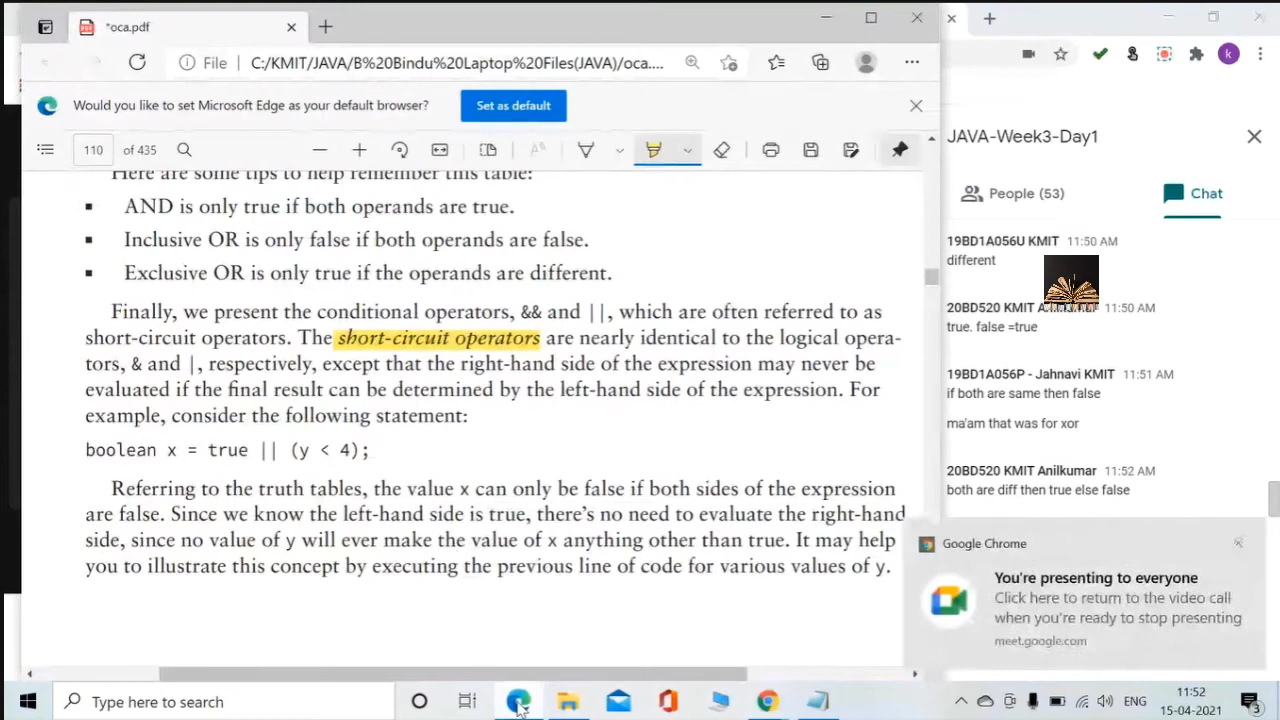 *oca.pdf
File
C:/KMIT/JAVA/B%20Bindu%20Laptop%20Files(JAVA)/oca....
k
Would you like to set Microsoft Edge as your default browser?
Set as default
110 of 435
Here are some tips to help remember this table:
▪ AND is only true if both operands are true.
▪ Inclusive OR is only false if both operands are false.
▪ Exclusive OR is only true if the operands are different.
Finally, we present the conditional operators, && and ||, which are often referred to as
short-circuit operators. The short-circuit operators are nearly identical to the logical opera-
tors, & and |, respectively, except that the right-hand side of the expression may never be
evaluated if the final result can be determined by the left-hand side of the expression. For
example, consider the following statement:
boolean x = true || (y < 4);
Referring to the truth tables, the value x can only be false if both sides of the expression
are false. Since we know the left-hand side is true, there's no need to evaluate the right-hand
side, since no value of y will ever make the value of x anything other than true. It may help
you to illustrate this concept by executing the previous line of code for various values of y.
JAVA-Week3-Day1
People (53)
Chat
19BD1A056U KMIT 11:50 AM
different
20BD520 KMIT 11:50 AM
true. false =true
19BD1A056P - Jahnavi KMIT 11:51 AM
if both are same then false
ma'am that was for xor
20BD520 KMIT Anilkumar 11:52 AM
both are diff then true else false
Google Chrome
You're presenting to everyone
Click here to return to the video call
when you're ready to stop presenting
meet.google.com
Type here to search
ENG
11:52
15-04-2021
3